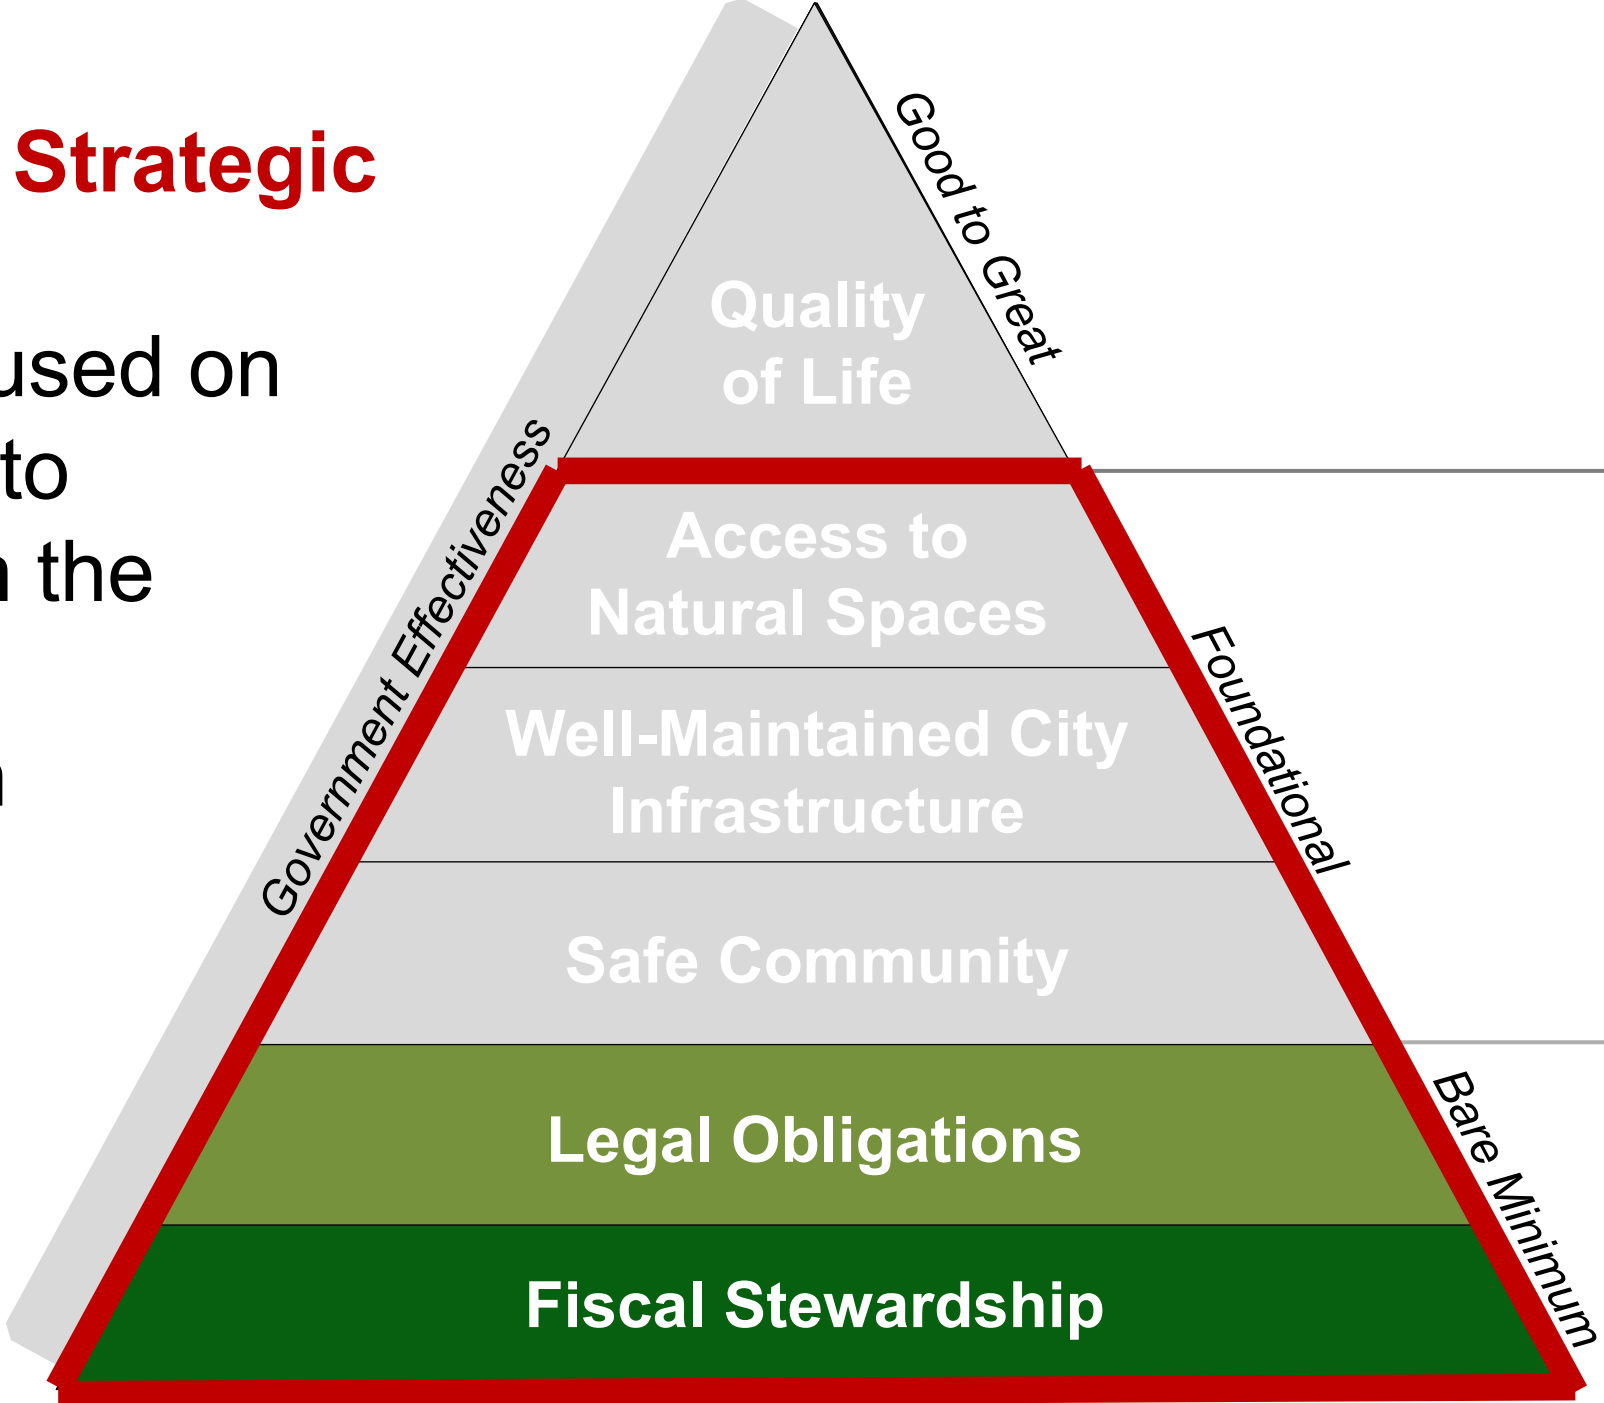 Strategic
used on
to
the
Good to Great
Quality
of Life
Government Effectiveness
Access to
Natural Spaces
Foundational
Well-Maintained City
Infrastructure
Safe Community
Bare Minimum
Legal Obligations
Fiscal Stewardship